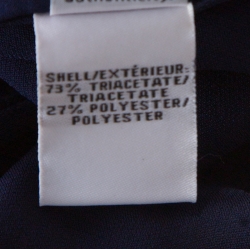 SHELL/EXTÉRIEUR:
73% TRIACETATE/
TRIACETATE
27% POLYESTER/
POLYESTER